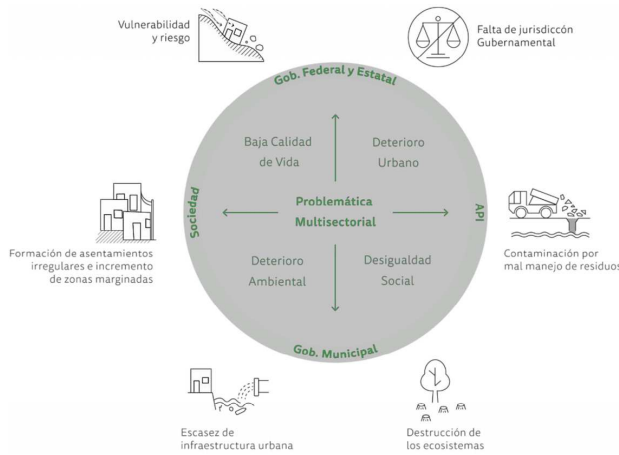 Vulnerabilidad
y riesgo
Falta de jurisdiccón
Gubernamental
Gob. Federal y Estatal
Baja Calidad
de Vida
Deterioro
Urbano
Sociedad
Problemática
Multisectorial
API
Formación de asentamientos
irregulares e incremento
de zonas marginadas
Contaminación por
mal manejo de residuos
Deterioro
Ambiental
Desigualdad
Social
Gob. Municipal
Escasez de
infraestructura urbana
Destrucción de
los ecosistemas